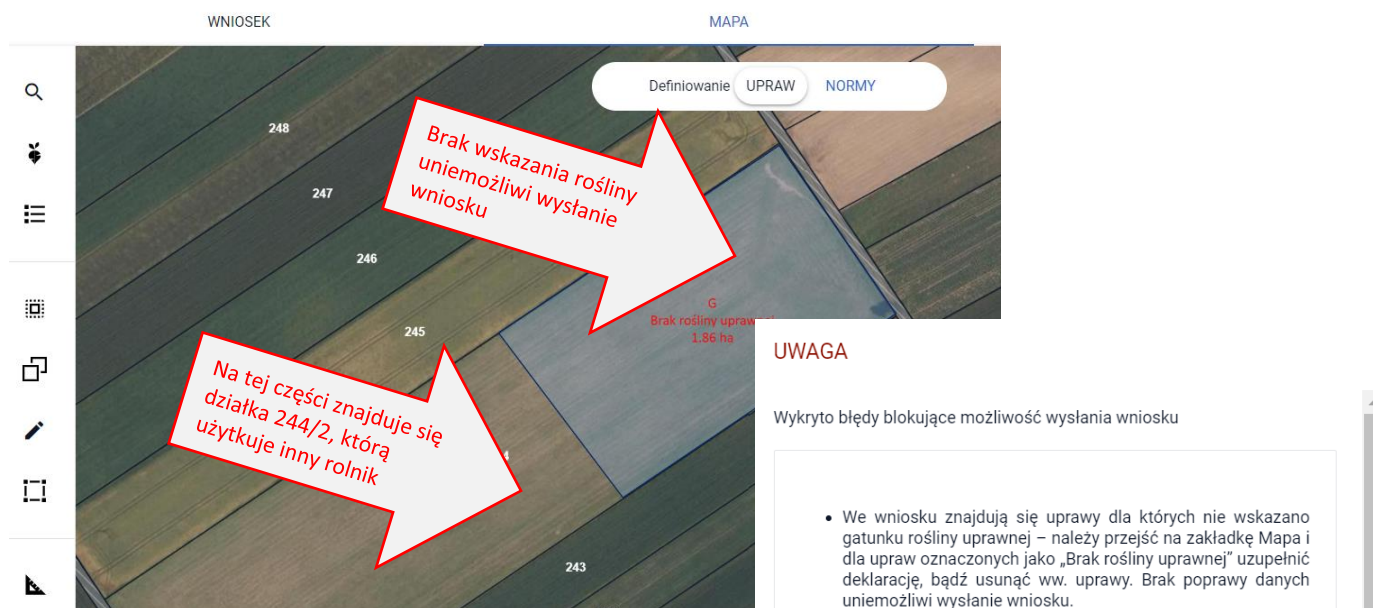 WNIOSEK
MAPA
Definiowanie UPRAW NORMY
248
247
246
245
243
Brak wskazania rośliny
uniemożliwi wysłanie
wniosku
G
Brak rośliny uprawnej
1,86 ha
Na tej części znajduje się
działka 244/2, którą
użytkuje inny rolnik
4
UWAGA
Wykryto błędy blokujące możliwość wysłania wniosku
• We wniosku znajdują się uprawy dla których nie wskazano
gatunku rośliny uprawnej – należy przejść na zakładkę Mapa i
dla upraw oznaczonych jako „Brak rośliny uprawnej” uzupełnić
deklarację, bądź usunąć ww. uprawy. Brak poprawy danych
uniemożliwi wysłanie wniosku.